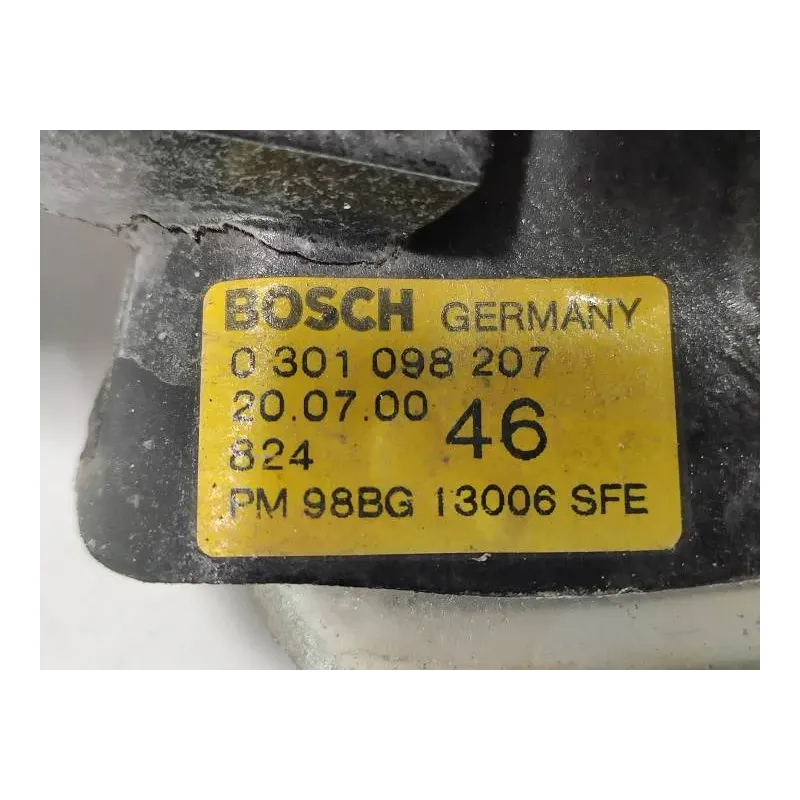 BOSCH GERMANY
0 301 098 207
20.07.00 46
824
PM 98BG 13006 SFE